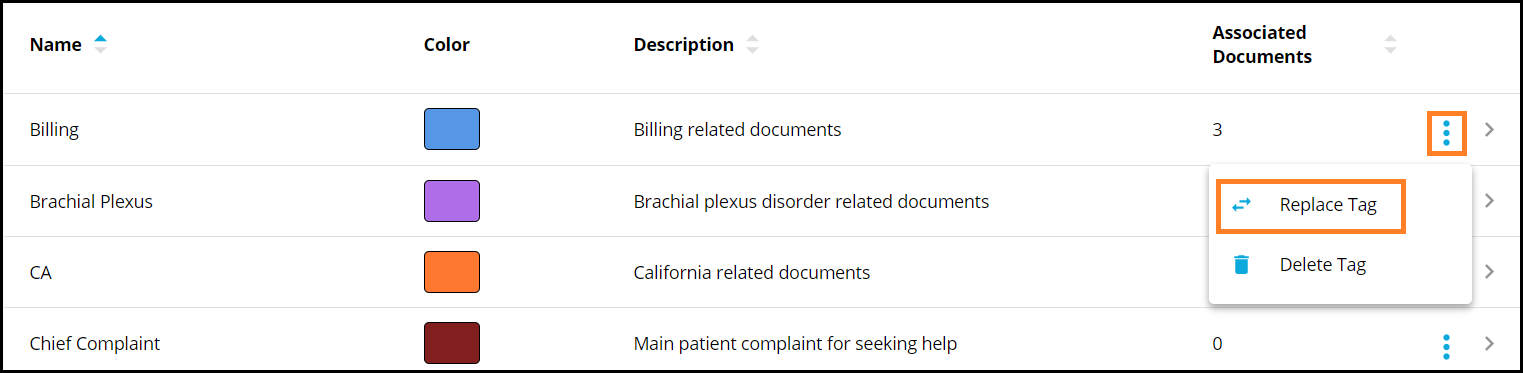 Name Color Description Associated Documents
Billing Billing related documents 3
Brachial Plexus Brachial plexus disorder related documents
Replace Tag
CA California related documents
Delete Tag
Chief Complaint Main patient complaint for seeking help 0